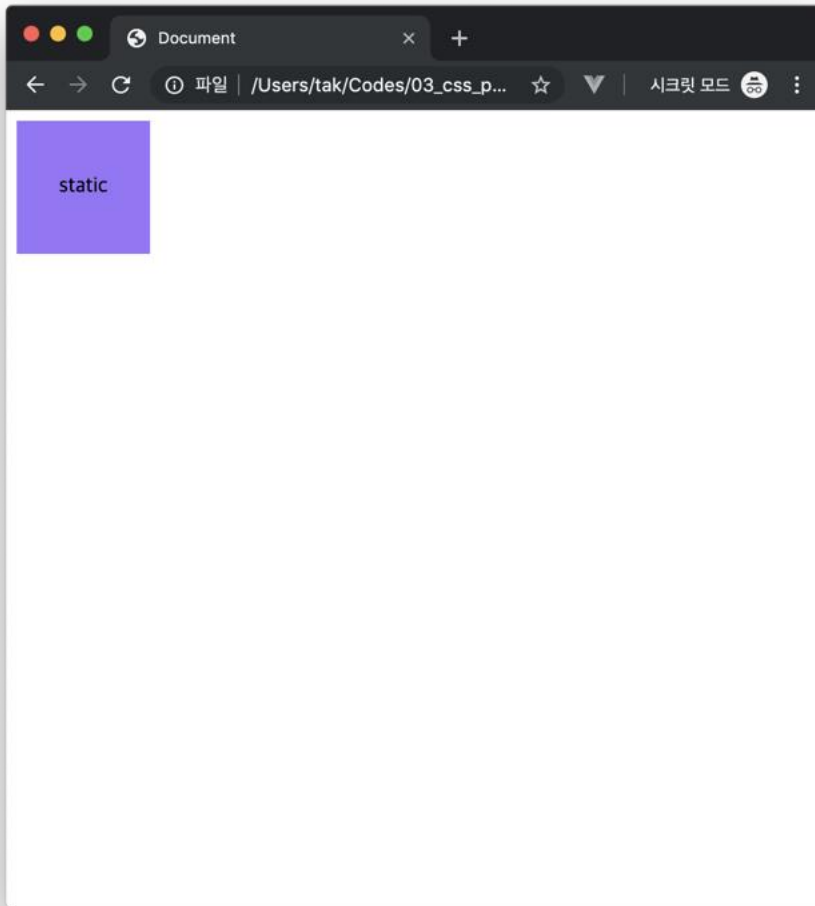 Document
파일 /Users/tak/Codes/03_css_p... 시크릿 모드
static